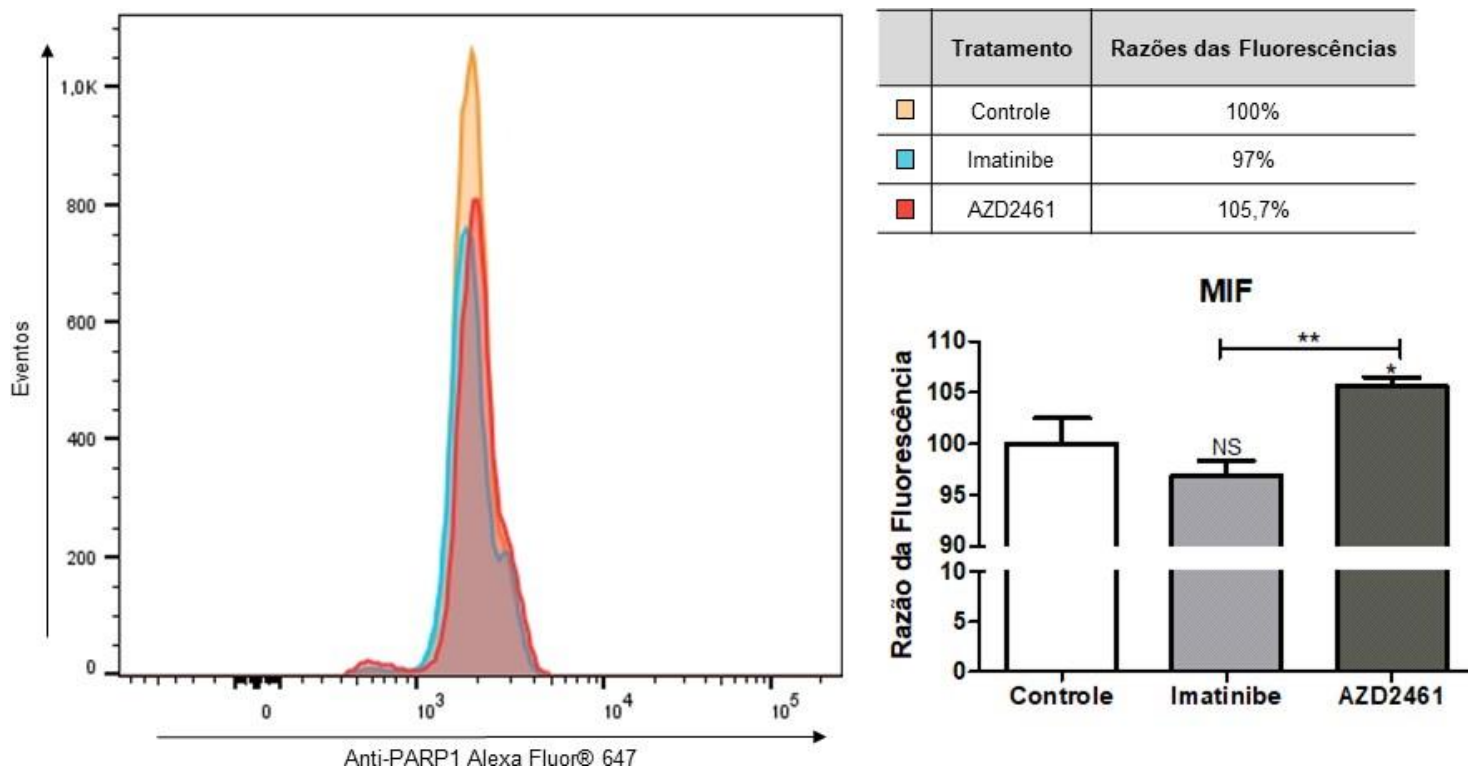 1,0K
800
600
400
200
0
Eventos
0
10³
10⁴
10⁵
Anti-PARP1 Alexa Fluor® 647
Tratamento Razões das Fluorescências
Controle 100%
Imatinibe 97%
AZD2461 105,7%
MIF
Razão da Fluorescência
110
105
100
95
90
10
5
0
**
*
NS
Controle Imatinibe AZD2461